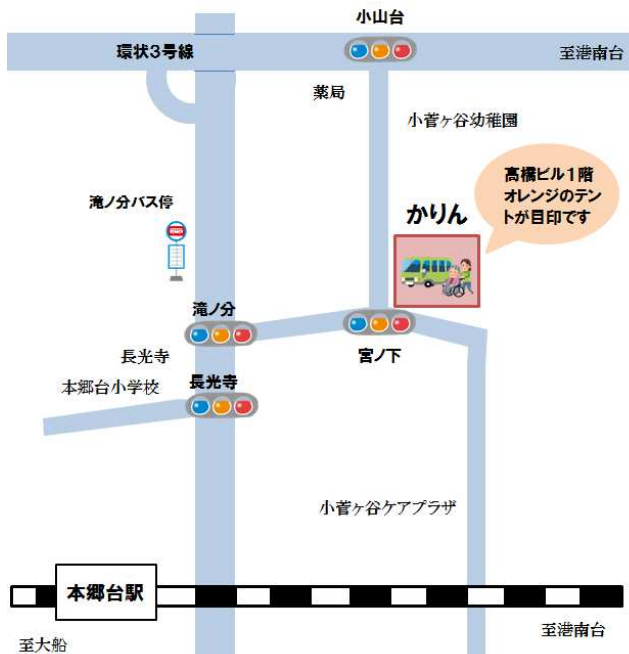 小山台
環状3号線
至港南台
薬局
小菅ヶ谷幼稚園
高橋ビル1階
オレンジのテン
トが目印です
滝ノ分バス停
かりん
滝ノ分
宮ノ下
長光寺
長光寺
本郷台小学校
小菅ヶ谷ケアプラザ
本郷台駅
至港南台
至大船